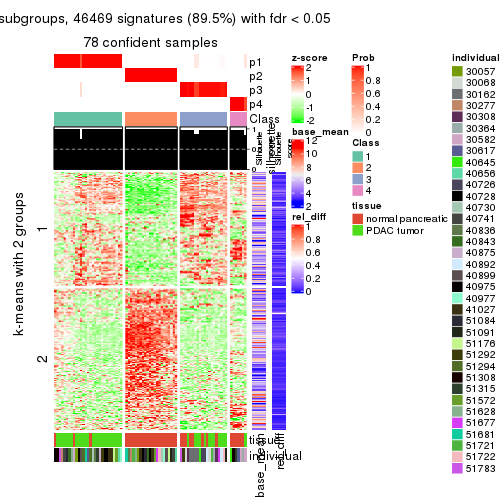 subgroups, 46469 signatures (89.5%) with fdr < 0.05
78 confident samples
p1
p2
p3
p4
Class
1
0.5
0
silhouette
score
k-means with 2 groups
1
2
tissue
individual
base_mean
rel_diff
z-score
2
1
0
-1
-2
base_mean
12
10
8
6
4
2
rel_diff
1
0.8
0.6
0.4
0.2
0
Prob
1
0.8
0.6
0.4
0.2
0
Class
1
2
3
4
tissue
normal pancreatic
PDAC tumor
individual
30057
30068
30162
30277
30308
30364
30582
30617
40645
40656
40726
40728
40730
40741
40836
40843
40875
40892
40899
40975
40977
41027
51084
51091
51176
51292
51294
51308
51315
51572
51628
51677
51681
51721
51722
51783